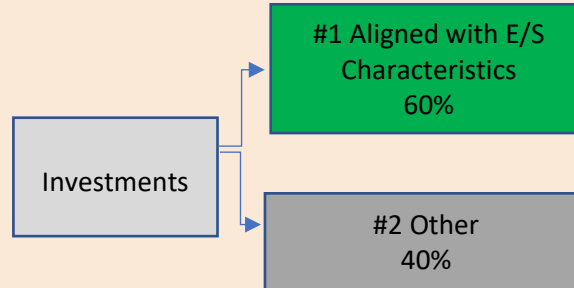 #1 Aligned with E/S
Characteristics
60%
Investments
#2 Other
40%